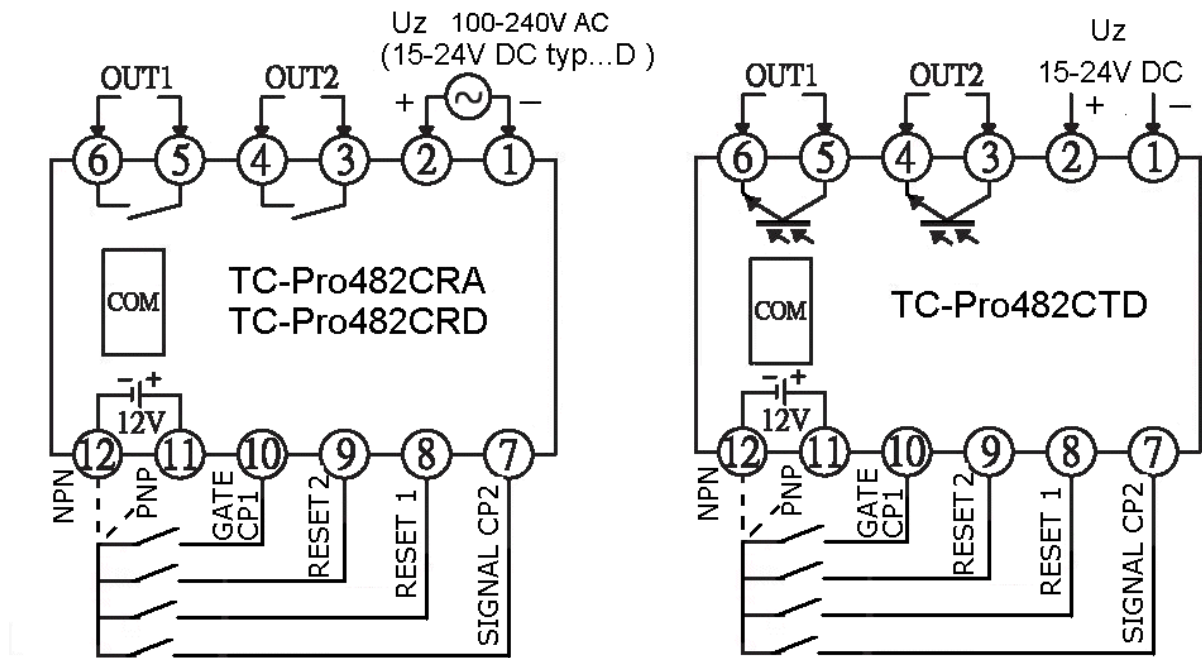 Uz 100-240V AC
(15-24V DC typ...D )
OUT1 OUT2 + ~ –
6 5 4 3 2 1
TC-Pro482CRA
TC-Pro482CRD
COM
– +
12V
12 11 10 9 8 7
NPN PNP GATE CP1 RESET 2 RESET 1 SIGNAL CP2
Uz
15-24V DC
OUT1 OUT2 + –
6 5 4 3 2 1
TC-Pro482CTD
COM
– +
12V
12 11 10 9 8 7
NPN PNP GATE CP1 RESET 2 RESET 1 SIGNAL CP2